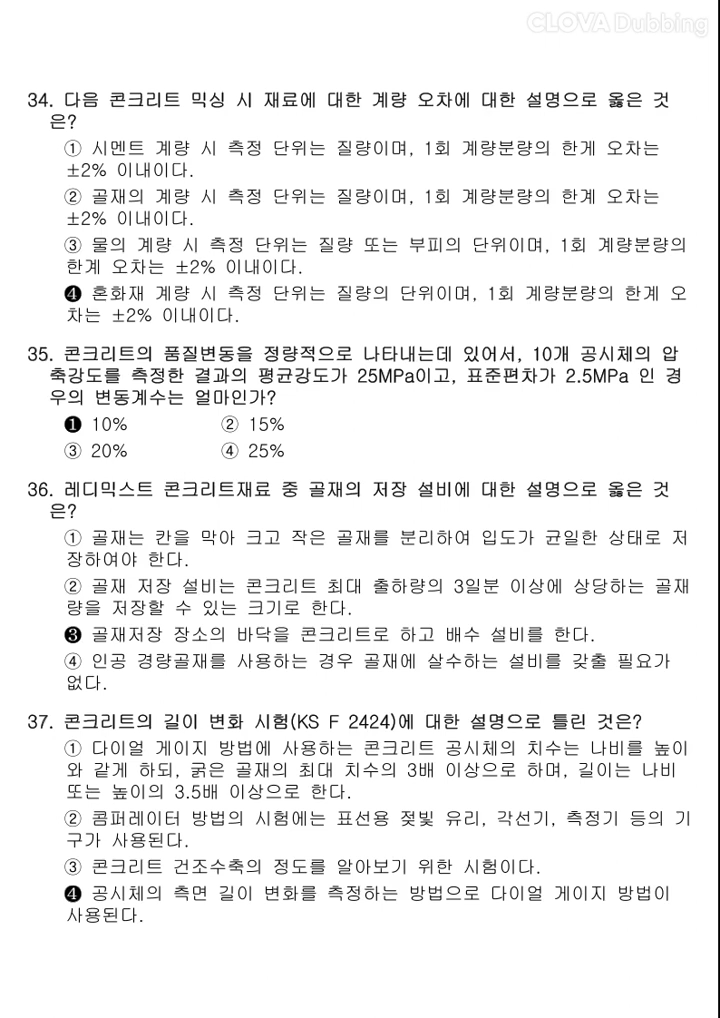 CLOVA Dubbing
34. 다음 콘크리트 믹싱 시 재료에 대한 계량 오차에 대한 설명으로 옳은 것
은?
① 시멘트 계량 시 측정 단위는 질량이며, 1회 계량분량의 한게 오차는
±2% 이내이다.
② 골재의 계량 시 측정 단위는 질량이며, 1회 계량분량의 한계 오차는
±2% 이내이다.
③ 물의 계량 시 측정 단위는 질량 또는 부피의 단위이며, 1회 계량분량의
한계 오차는 ±2% 이내이다.
❹ 혼화재 계량 시 측정 단위는 질량의 단위이며, 1회 계량분량의 한계 오
차는 ±2% 이내이다.
35. 콘크리트의 품질변동을 정량적으로 나타내는데 있어서, 10개 공시체의 압
축강도를 측정한 결과의 평균강도가 25MPa이고, 표준편차가 2.5MPa 인 경
우의 변동계수는 얼마인가?
❶ 10% ② 15%
③ 20% ④ 25%
36. 레디믹스트 콘크리트재료 중 골재의 저장 설비에 대한 설명으로 옳은 것
은?
① 골재는 칸을 막아 크고 작은 골재를 분리하여 입도가 균일한 상태로 저
장하여야 한다.
② 골재 저장 설비는 콘크리트 최대 출하량의 3일분 이상에 상당하는 골재
량을 저장할 수 있는 크기로 한다.
❸ 골재저장 장소의 바닥을 콘크리트로 하고 배수 설비를 한다.
④ 인공 경량골재를 사용하는 경우 골재에 살수하는 설비를 갖출 필요가
없다.
37. 콘크리트의 길이 변화 시험(KS F 2424)에 대한 설명으로 틀린 것은?
① 다이얼 게이지 방법에 사용하는 콘크리트 공시체의 치수는 나비를 높이
와 같게 하되, 굵은 골재의 최대 치수의 3배 이상으로 하며, 길이는 나비
또는 높이의 3.5배 이상으로 한다.
② 콤퍼레이터 방법의 시험에는 표선용 젖빛 유리, 각선기, 측정기 등의 기
구가 사용된다.
③ 콘크리트 건조수축의 정도를 알아보기 위한 시험이다.
❹ 공시체의 측면 길이 변화를 측정하는 방법으로 다이얼 게이지 방법이
사용된다.